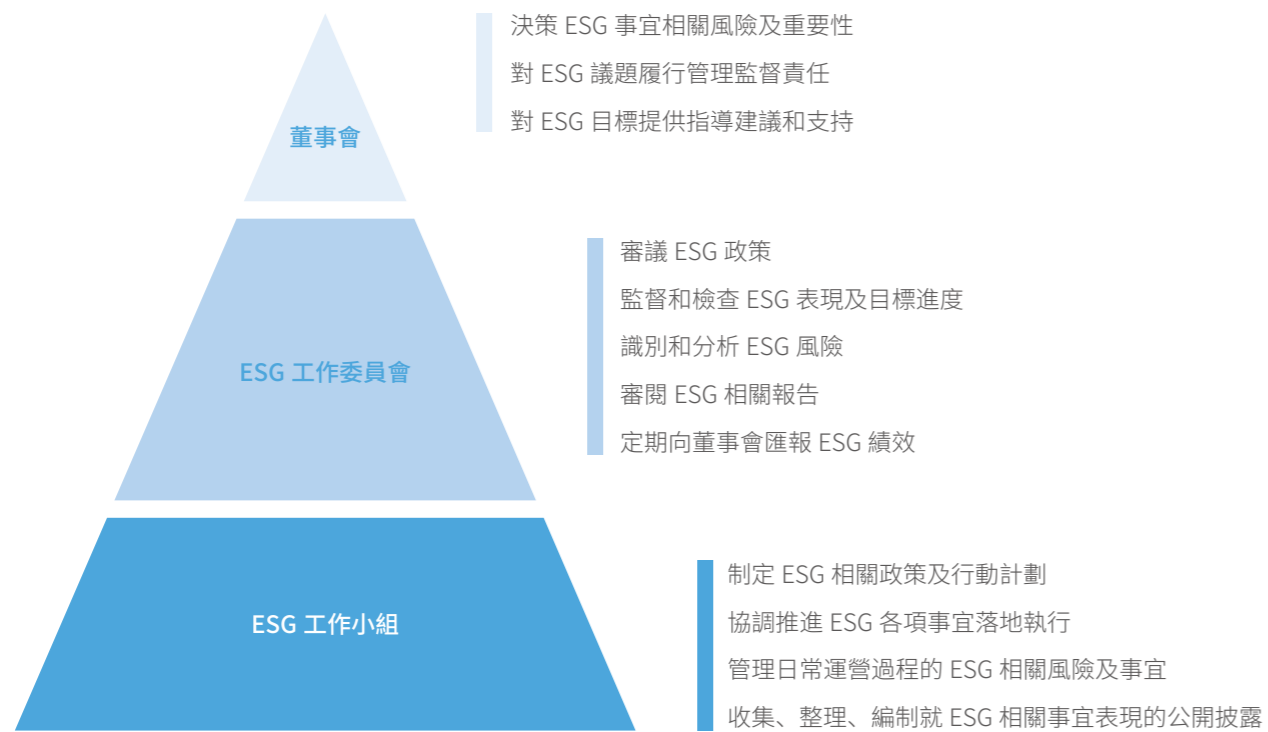 董事會
決策 ESG 事宜相關風險及重要性
對 ESG 議題履行管理監督責任
對 ESG 目標提供指導建議和支持
ESG 工作委員會
審議 ESG 政策
監督和檢查 ESG 表現及目標進度
識別和分析 ESG 風險
審閱 ESG 相關報告
定期向董事會匯報 ESG 績效
ESG 工作小組
制定 ESG 相關政策及行動計劃
協調推進 ESG 各項事宜落地執行
管理日常運營過程的 ESG 相關風險及事宜
收集、整理、編制就 ESG 相關事宜表現的公開披露